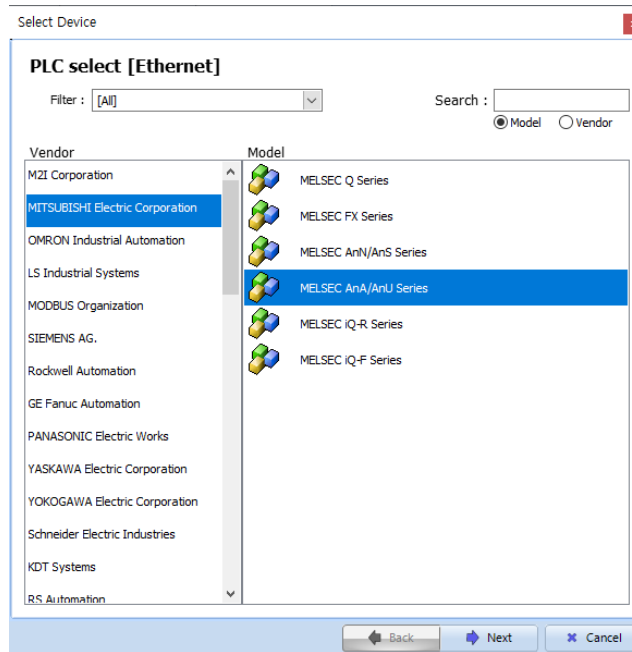 Select Device
PLC select [Ethernet]
Filter : [All]
Search :
Model Vendor
Vendor
M2I Corporation
MITSUBISHI Electric Corporation
OMRON Industrial Automation
LS Industrial Systems
MODBUS Organization
SIEMENS AG.
Rockwell Automation
GE Fanuc Automation
PANASONIC Electric Works
YASKAWA Electric Corporation
YOKOGAWA Electric Corporation
Schneider Electric Industries
KDT Systems
RS Automation
Model
MELSEC Q Series
MELSEC FX Series
MELSEC AnN/AnS Series
MELSEC AnA/AnU Series
MELSEC iQ-R Series
MELSEC iQ-F Series
Back Next Cancel